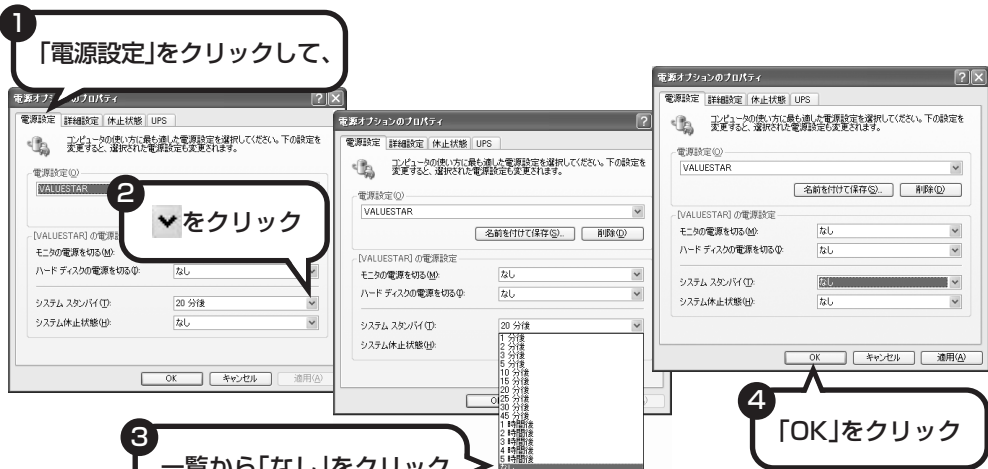 1
「電源設定」をクリックして、
電源オプションのプロパティ
電源設定 詳細設定 休止状態 UPS
コンピュータの使い方に最も適した電源設定を選択してください。下の設定を
変更すると、選択された電源設定も変更されます。
電源設定(O)
VALUESTAR
2
をクリック
[VALUESTAR] の電源設定
モニタの電源を切る(M):
ハード ディスクの電源を切る(I): なし
システム スタンバイ(T): 20 分後
システム休止状態(H): なし
OK キャンセル 適用(A)
電源オプションのプロパティ
電源設定 詳細設定 休止状態 UPS
コンピュータの使い方に最も適した電源設定を選択してください。下の設定を
変更すると、選択された電源設定も変更されます。
電源設定(O)
VALUESTAR
名前を付けて保存(S)... 削除(D)
[VALUESTAR] の電源設定
モニタの電源を切る(M): なし
ハード ディスクの電源を切る(I): なし
システム スタンバイ(T): 20 分後
システム休止状態(H):
1 分後
2 分後
3 分後
5 分後
10 分後
15 分後
20 分後
25 分後
30 分後
45 分後
1 時間後
2 時間後
3 時間後
4 時間後
5 時間後
なし
3
一覧から「なし」をクリック
電源オプションのプロパティ
電源設定 詳細設定 休止状態 UPS
コンピュータの使い方に最も適した電源設定を選択してください。下の設定を
変更すると、選択された電源設定も変更されます。
電源設定(O)
VALUESTAR
名前を付けて保存(S)... 削除(D)
[VALUESTAR] の電源設定
モニタの電源を切る(M): なし
ハード ディスクの電源を切る(I): なし
システム スタンバイ(T): なし
システム休止状態(H): なし
OK キャンセル 適用(A)
4
「OK」をクリック